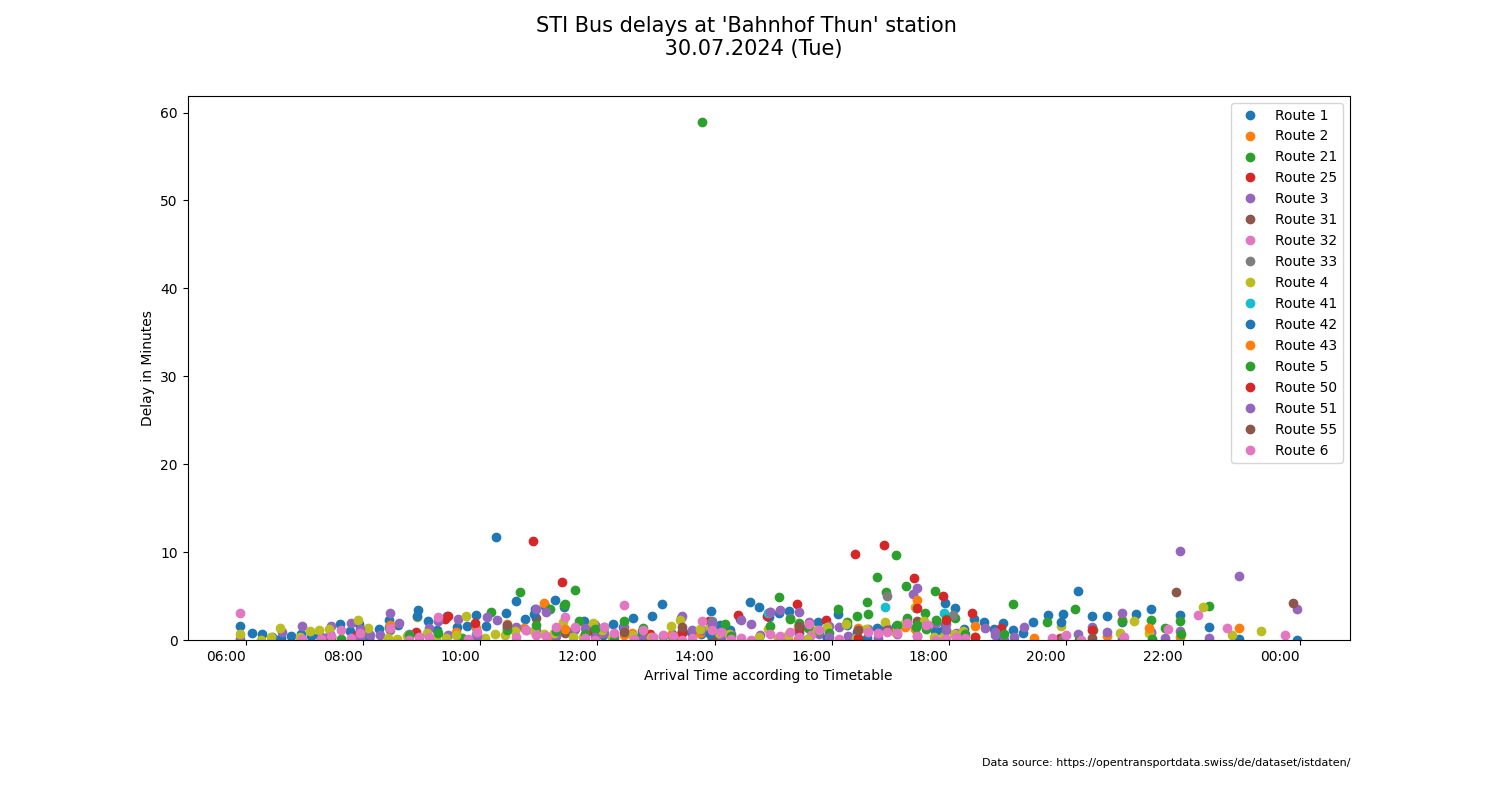 STI Bus delays at 'Bahnhof Thun' station
30.07.2024 (Tue)
60
50
40
30
20
10
0
Delay in Minutes
Route 1
Route 2
Route 21
Route 25
Route 3
Route 31
Route 32
Route 33
Route 4
Route 41
Route 42
Route 43
Route 5
Route 50
Route 51
Route 55
Route 6
06:00 08:00 10:00 12:00 14:00 16:00 18:00 20:00 22:00 00:00
Arrival Time according to Timetable
Data source: https://opentransportdata.swiss/de/dataset/istdaten/